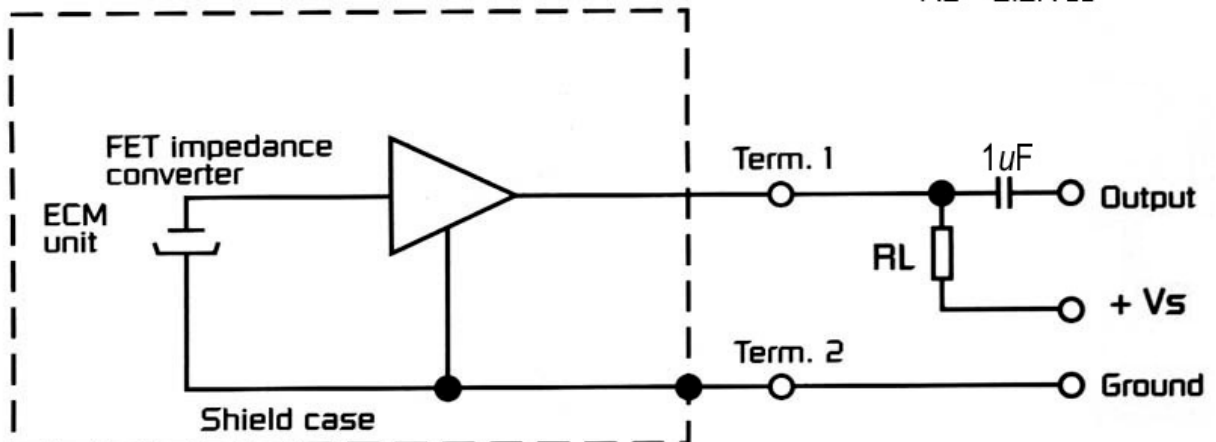 FET impedance
converter
ECM
unit
Term. 1
1uF
Output
RL
+ Vs
Term. 2
Ground
Shield case